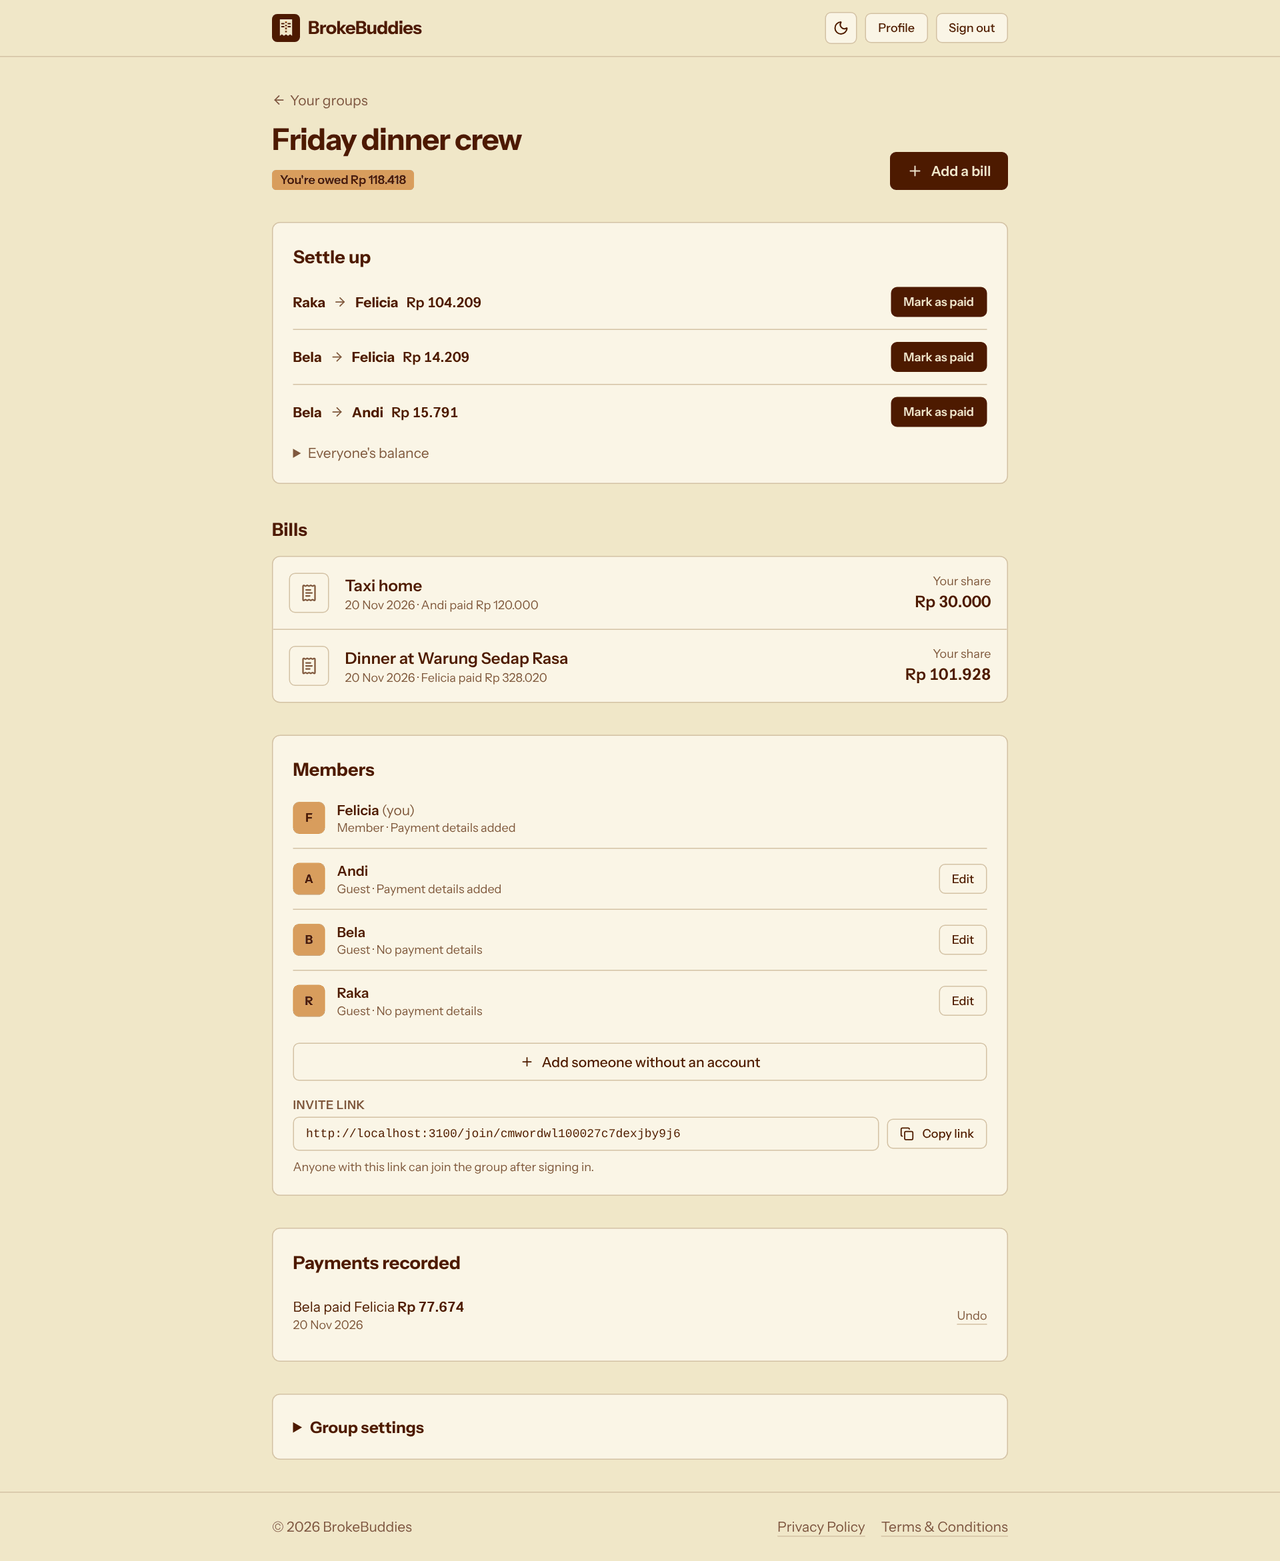 BrokeBuddies
Profile
Sign out
← Your groups
Friday dinner crew
You're owed Rp 118.418
+ Add a bill
Settle up
Raka → Felicia Rp 104.209
Mark as paid
Bela → Felicia Rp 14.209
Mark as paid
Bela → Andi Rp 15.791
Mark as paid
▶ Everyone's balance
Bills
Taxi home
20 Nov 2026 · Andi paid Rp 120.000
Your share
Rp 30.000
Dinner at Warung Sedap Rasa
20 Nov 2026 · Felicia paid Rp 328.020
Your share
Rp 101.928
Members
F
Felicia (you)
Member · Payment details added
A
Andi
Guest · Payment details added
Edit
B
Bela
Guest · No payment details
Edit
R
Raka
Guest · No payment details
Edit
+ Add someone without an account
INVITE LINK
http://localhost:3100/join/cmwordwl100027c7dexjby9j6
Copy link
Anyone with this link can join the group after signing in.
Payments recorded
Bela paid Felicia Rp 77.674
20 Nov 2026
Undo
▶ Group settings
© 2026 BrokeBuddies
Privacy Policy
Terms & Conditions